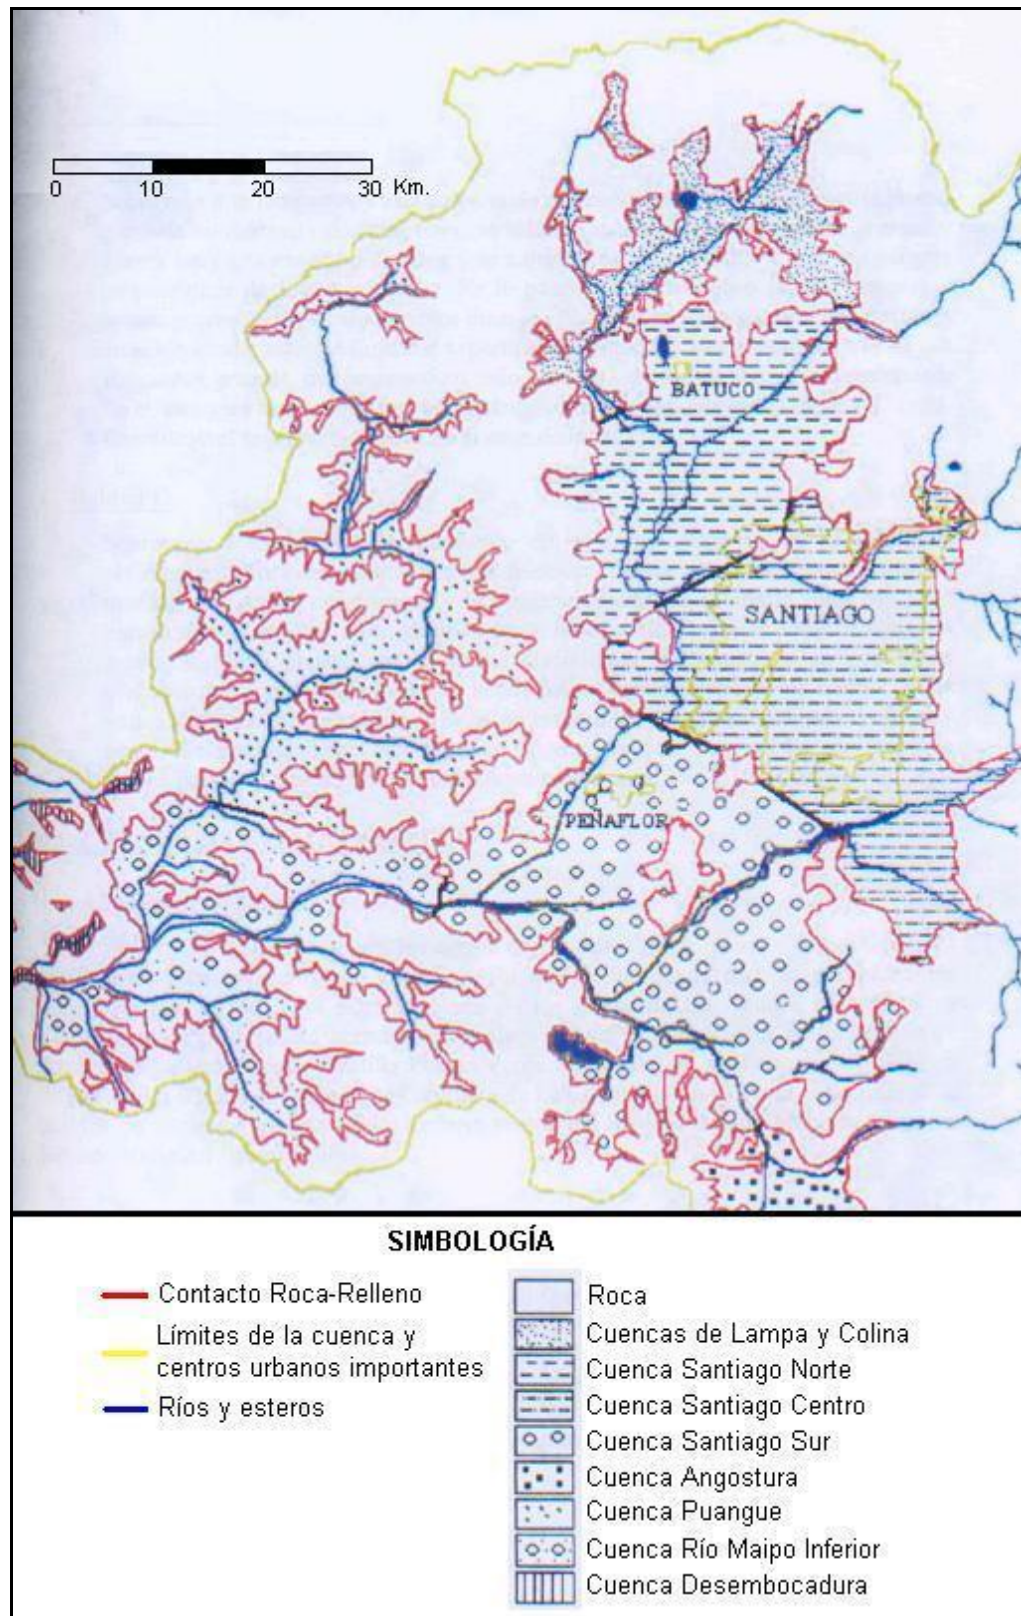 0 10 20 30 Km.
BATUCO
SANTIAGO
PEÑAFLOR
SIMBOLOGÍA
Contacto Roca-Relleno
Límites de la cuenca y
centros urbanos importantes
Ríos y esteros
Roca
Cuencas de Lampa y Colina
Cuenca Santiago Norte
Cuenca Santiago Centro
Cuenca Santiago Sur
Cuenca Angostura
Cuenca Puangue
Cuenca Río Maipo Inferior
Cuenca Desembocadura